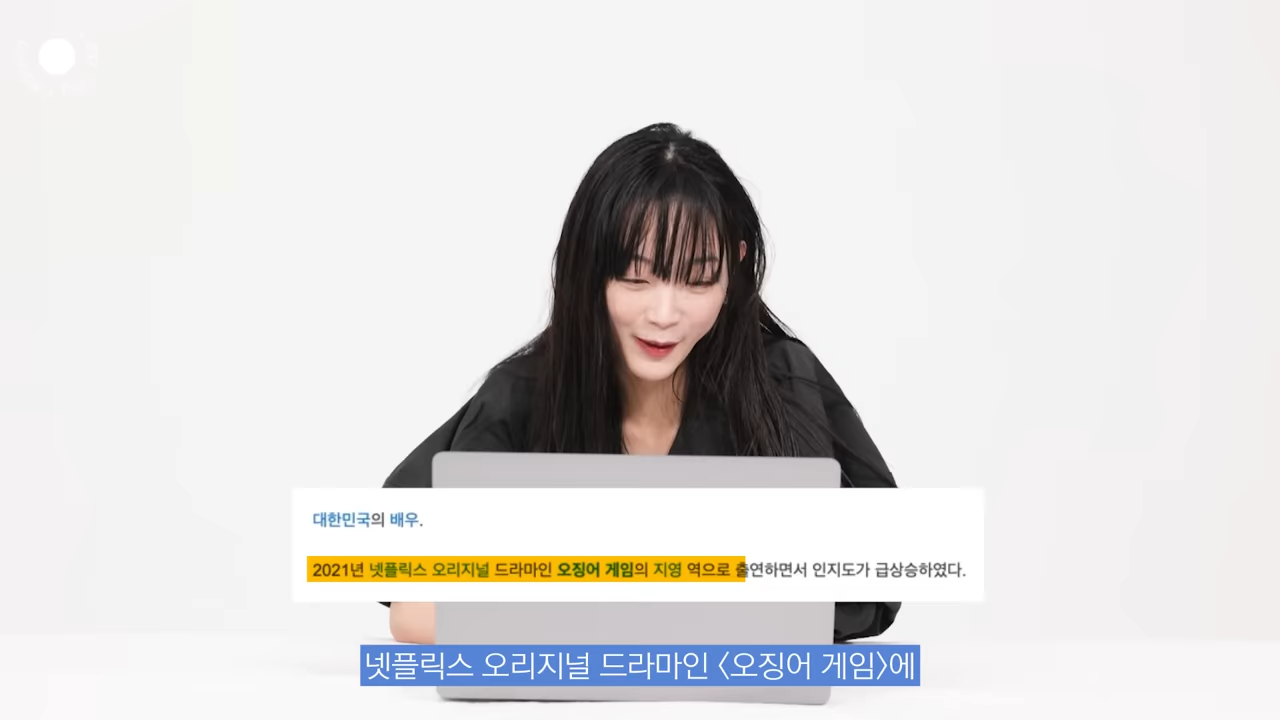 대한민국의 배우.
2021년 넷플릭스 오리지널 드라마인 오징어 게임의 지영 역으로 출연하면서 인지도가 급상승하였다.
넷플릭스 오리지널 드라마인 〈오징어 게임〉에